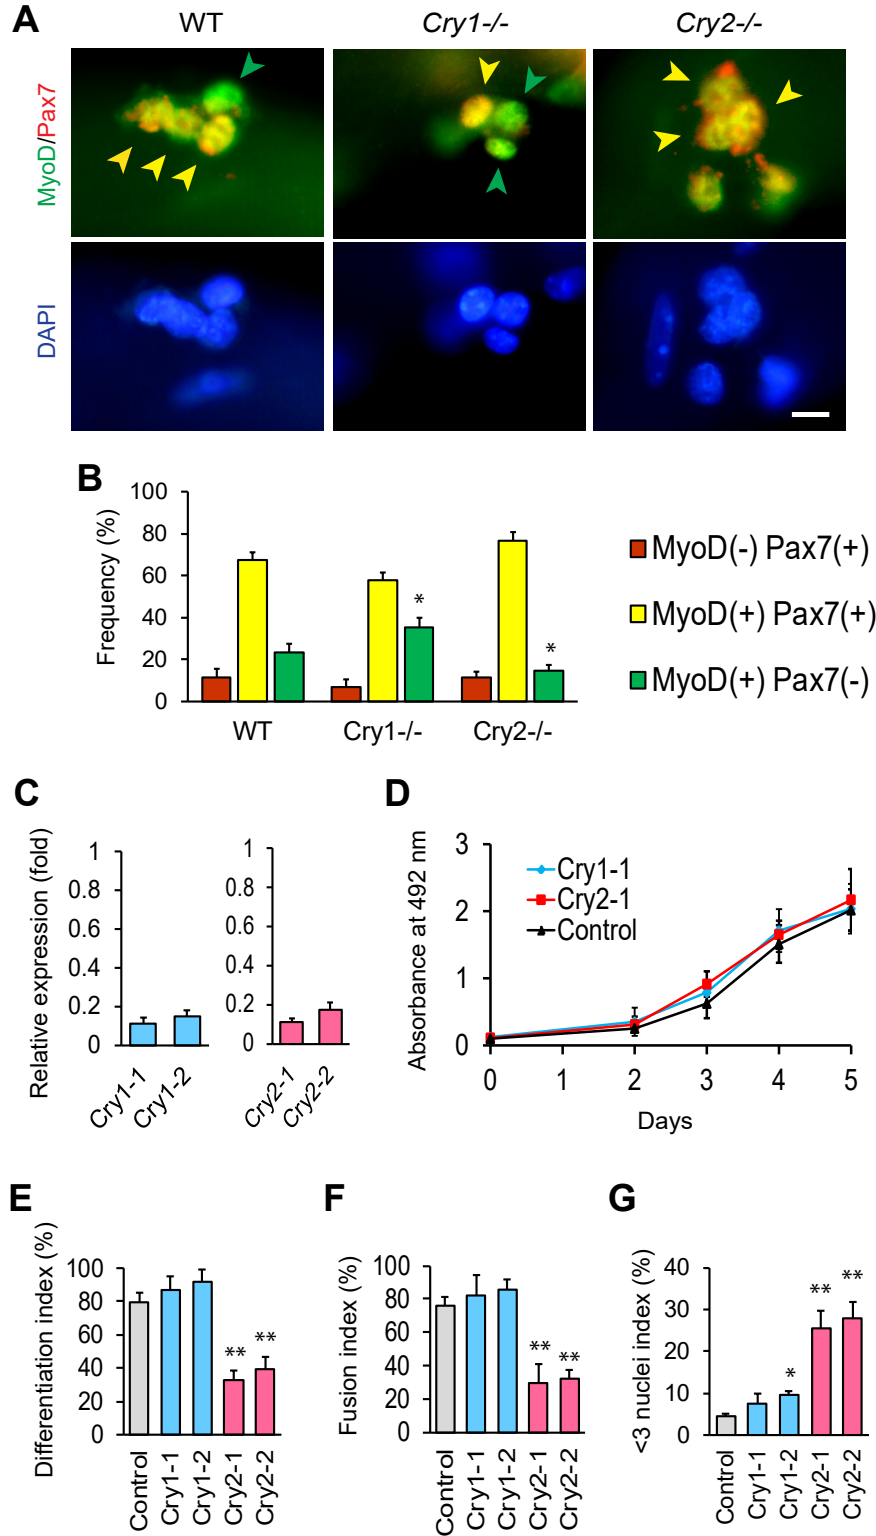 A
WT
Cry1-/-
Cry2-/-
MyoD/Pax7
DAPI
B
Frequency (%)
100
80
60
40
20
0
*
*
WT
Cry1-/-
Cry2-/-
MyoD(-) Pax7(+)
MyoD(+) Pax7(+)
MyoD(+) Pax7(-)
C
Relative expression (fold)
1
0.8
0.6
0.4
0.2
0
Cry1-1
Cry1-2
1
0.8
0.6
0.4
0.2
0
Cry2-1
Cry2-2
D
Absorbance at 492 nm
3
2
1
0
Cry1-1
Cry2-1
Control
0 1 2 3 4 5
Days
E
Differentiation index (%)
100
80
60
40
20
0
**
**
Control
Cry1-1
Cry1-2
Cry2-1
Cry2-2
F
Fusion index (%)
100
80
60
40
20
0
**
**
Control
Cry1-1
Cry1-2
Cry2-1
Cry2-2
G
<3 nuclei index (%)
40
30
20
10
0
*
**
**
Control
Cry1-1
Cry1-2
Cry2-1
Cry2-2